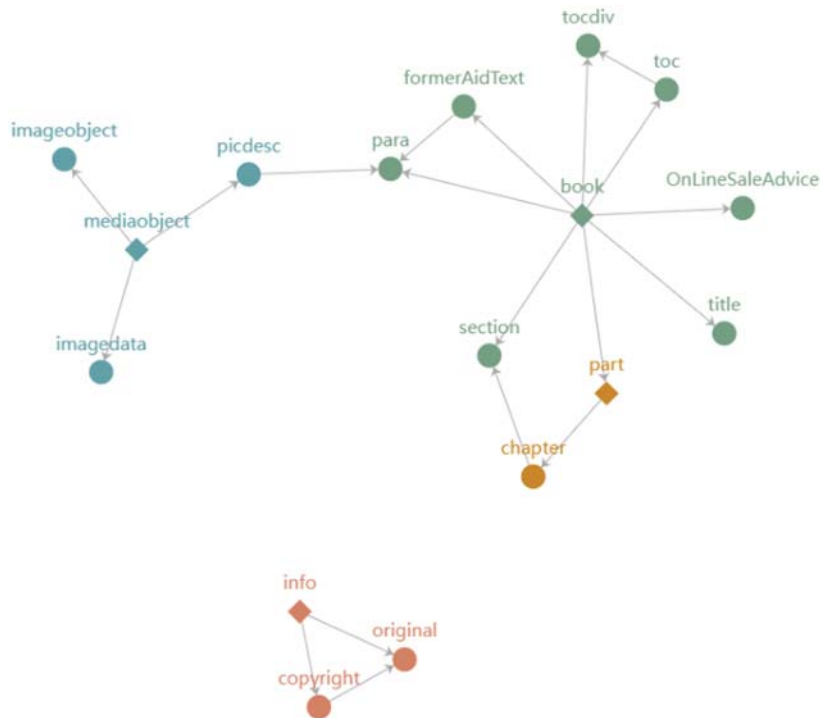 tocdiv
toc
formerAidText
imageobject
picdesc
para
OnLineSaleAdvice
book
mediaobject
title
section
imagedata
part
chapter
info
original
copyright